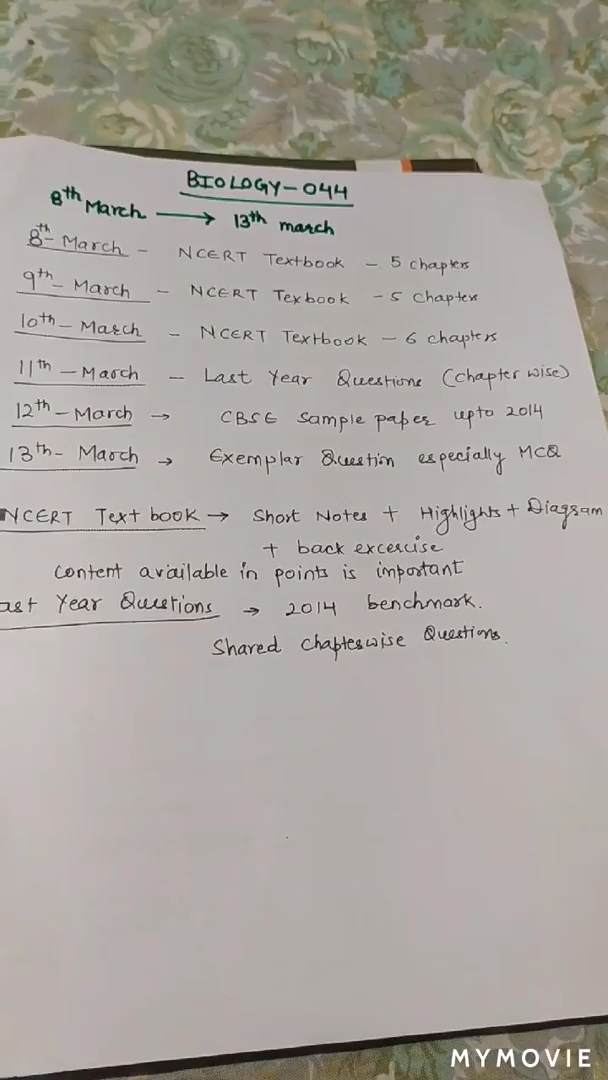 BIOLOGY-044
8th March → 13th march
8th March - NCERT Textbook - 5 chapters
9th - March - NCERT Texbook - 5 chapters
10th - March - NCERT Textbook - 6 chapters
11th - March - Last Year Questions (chapter wise)
12th - March → CBSE sample paper upto 2014
13th - March → Exemplar Question especially MCQ
NCERT Text book → Short Notes + Highlights + Diagram
+ back excercise
Content available in points is important
ast Year Questions → 2014 benchmark.
Shared Chapterwise Questions.
MYMOVIE